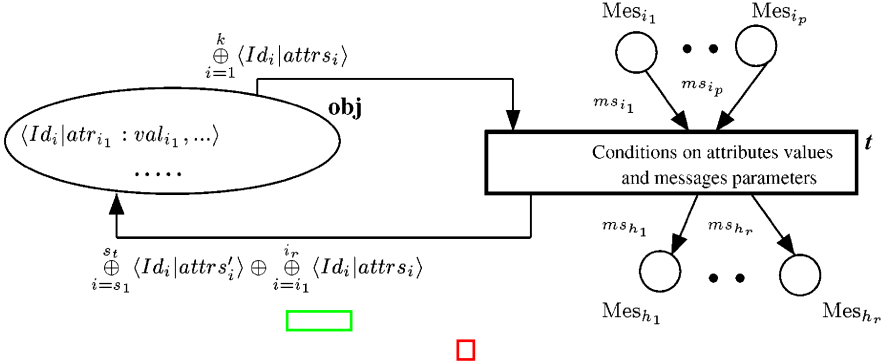 Mes_{i_1} Mes_{i_p}
⊕_{i=1}^{k}⟨Id_i|attrs_i⟩
ms_{i_1} ms_{i_p}
obj
⟨Id_i|atr_{i_1} : val_{i_1}, ...⟩
.....
t
Conditions on attributes values
and messages parameters
ms_{h_1} ms_{h_r}
⊕_{i=s_1}^{s_t}⟨Id_i|attrs'_i⟩ ⊕ ⊕_{i=i_1}^{i_r}⟨Id_i|attrs_i⟩
Mes_{h_1} Mes_{h_r}